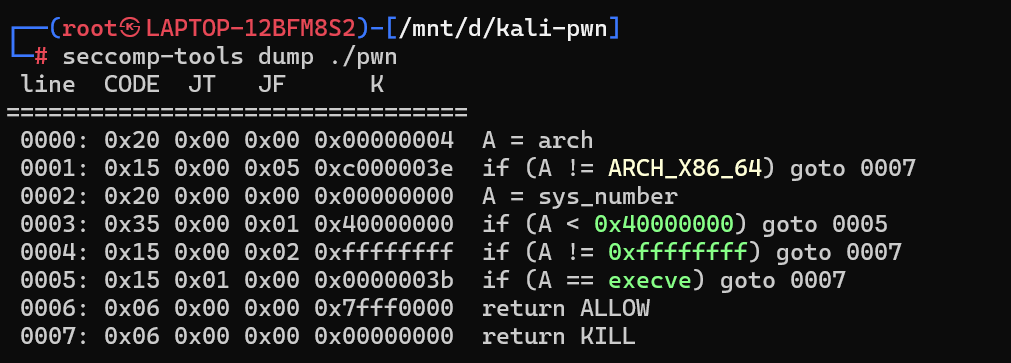 ┌──(root㉿LAPTOP-12BFM8S2)-[/mnt/d/kali-pwn]
└─# seccomp-tools dump ./pwn
 line  CODE  JT   JF      K
=================================
 0000: 0x20 0x00 0x00 0x00000004  A = arch
 0001: 0x15 0x00 0x05 0xc000003e  if (A != ARCH_X86_64) goto 0007
 0002: 0x20 0x00 0x00 0x00000000  A = sys_number
 0003: 0x35 0x00 0x01 0x40000000  if (A < 0x40000000) goto 0005
 0004: 0x15 0x00 0x02 0xffffffff  if (A != 0xffffffff) goto 0007
 0005: 0x15 0x01 0x00 0x0000003b  if (A == execve) goto 0007
 0006: 0x06 0x00 0x00 0x7fff0000  return ALLOW
 0007: 0x06 0x00 0x00 0x00000000  return KILL